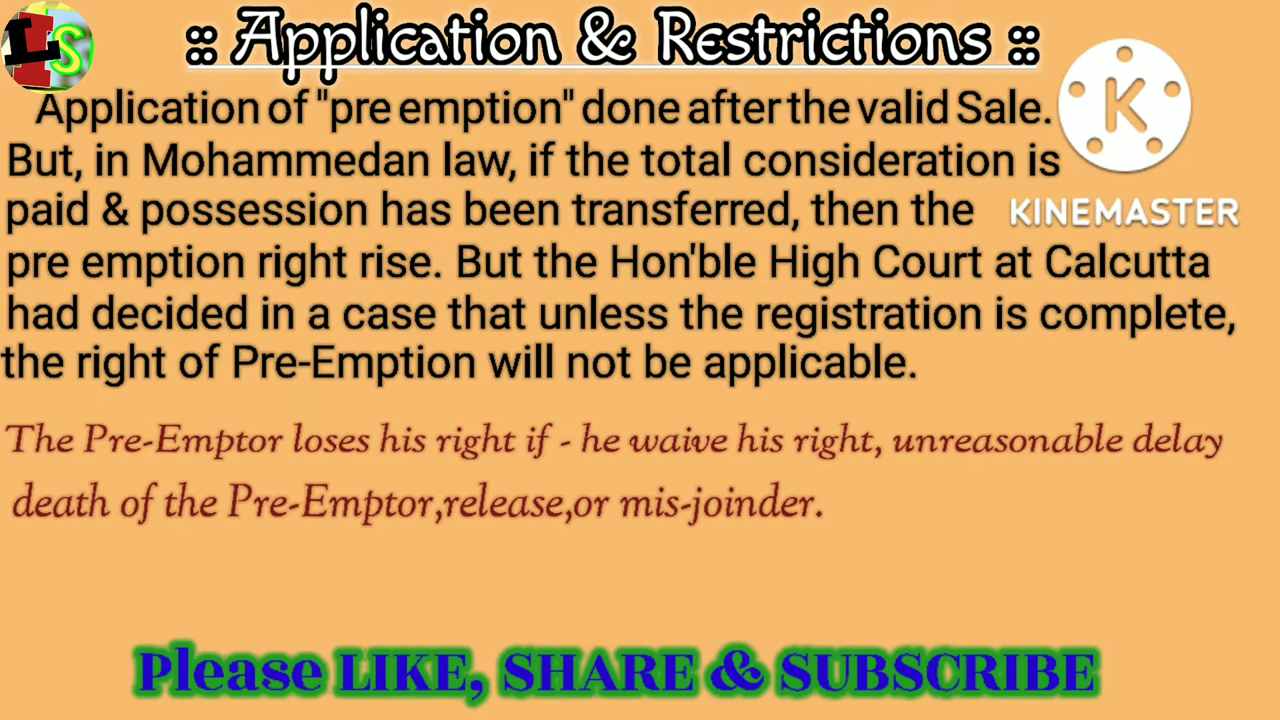 LS
:: Application & Restrictions ::
Application of "pre emption" done after the valid Sale.
But, in Mohammedan law, if the total consideration is
paid & possession has been transferred, then the
pre emption right rise. But the Hon'ble High Court at Calcutta
had decided in a case that unless the registration is complete,
the right of Pre-Emption will not be applicable.
K
KINEMASTER
The Pre-Emptor loses his right if - he waive his right, unreasonable delay
death of the Pre-Emptor,release,or mis-joinder.
Please LIKE, SHARE & SUBSCRIBE